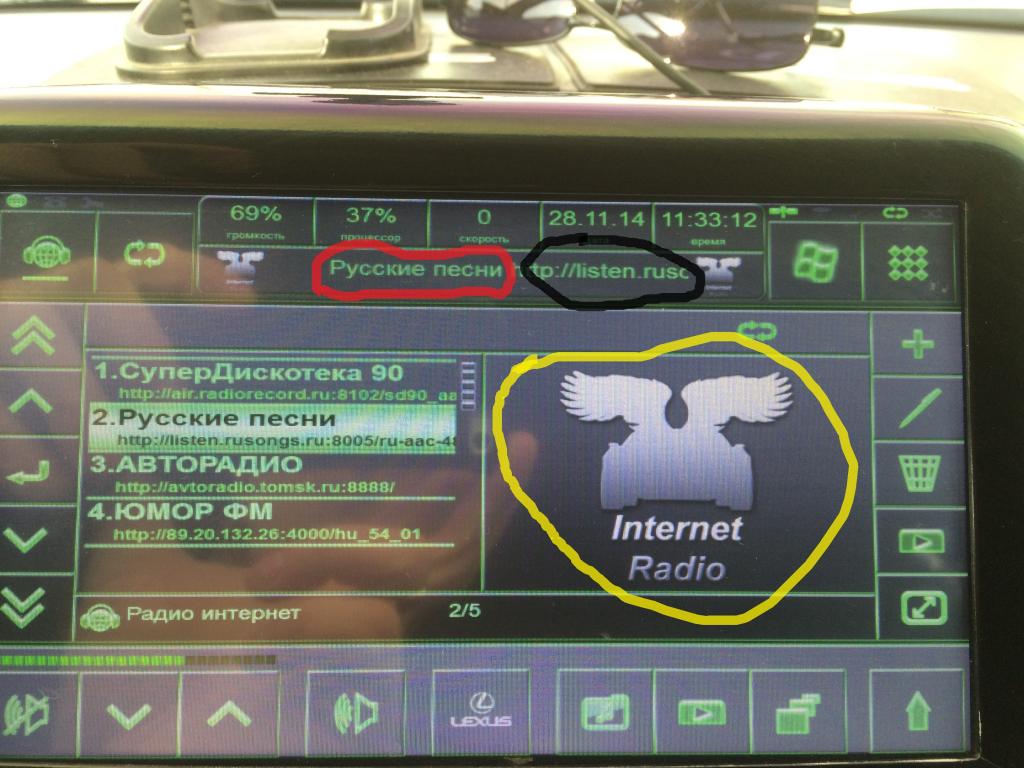 69% 37% 0 28.11.14 11:33:12
громкость процессор скорость время
Русские песни http://listen.rusc
1.СуперДискотека 90
http://air.radiorecord.ru:8102/sd90_aa
2.Русские песни
http://listen.rusongs.ru:8005/ru-aac-48
3.АВТОРАДИО
http://avtoradio.tomsk.ru:8888/
4.ЮМОР ФМ
http://89.20.132.26:4000/hu_54_01
Internet
Radio
Радио интернет 2/5
LEXUS